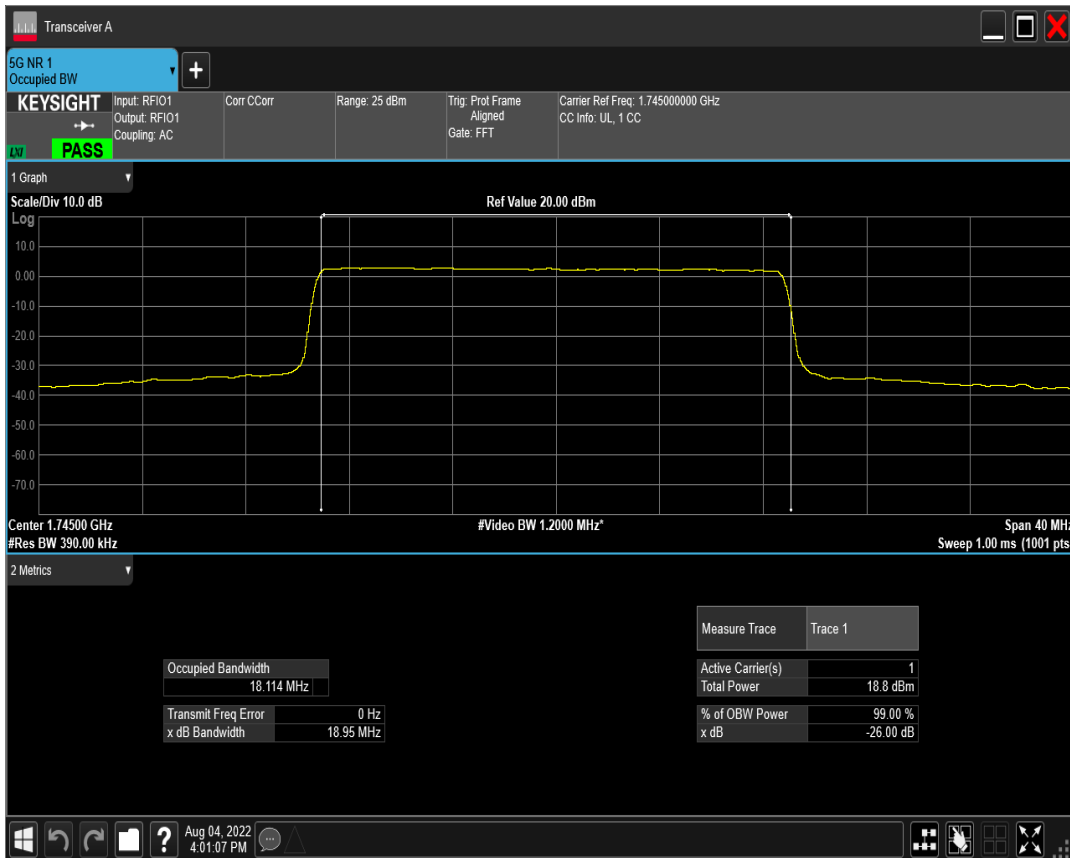 Transceiver A
5G NR 1
Occupied BW
+
KEYSIGHT
LXI
PASS
Input: RFIO1
Output: RFIO1
Coupling: AC
Corr CCorr
Range: 25 dBm
Trig: Prot Frame
Aligned
Gate: FFT
Carrier Ref Freq: 1.745000000 GHz
CC Info: UL, 1 CC
1 Graph
Scale/Div 10.0 dB
Ref Value 20.00 dBm
Log
10.0
0.00
-10.0
-20.0
-30.0
-40.0
-50.0
-60.0
-70.0
Center 1.74500 GHz
#Video BW 1.2000 MHz*
Span 40 MHz
#Res BW 390.00 kHz
Sweep 1.00 ms (1001 pts
2 Metrics
Measure Trace Trace 1
Occupied Bandwidth
18.114 MHz
Active Carrier(s) 1
Total Power 18.8 dBm
Transmit Freq Error 0 Hz
x dB Bandwidth 18.95 MHz
% of OBW Power 99.00 %
x dB -26.00 dB
?
Aug 04, 2022
4:01:07 PM